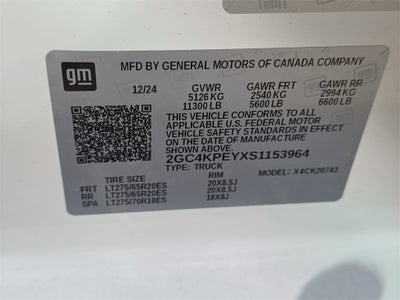 gm
MFD BY GENERAL MOTORS OF CANADA COMPANY
12/24 GVWR GAWR FRT GAWR RR
5126 KG 2540 KG 2994 KG
11300 LB 5600 LB 6600 LB
THIS VEHICLE CONFORMS TO ALL
APPLICABLE U.S. FEDERAL MOTOR
VEHICLE SAFETY STANDARDS IN EFFECT
ON THE DATE OF MANUFACTURE
SHOWN ABOVE.
2GC4KPEYXS1153964
TYPE: TRUCK MODEL: X4CK20743
TIRE SIZE RIM
FRT LT275/65R20ES 20X8.5J
RR LT275/65R20ES 20X8.5J
SPA LT275/70R18ES 18X8J